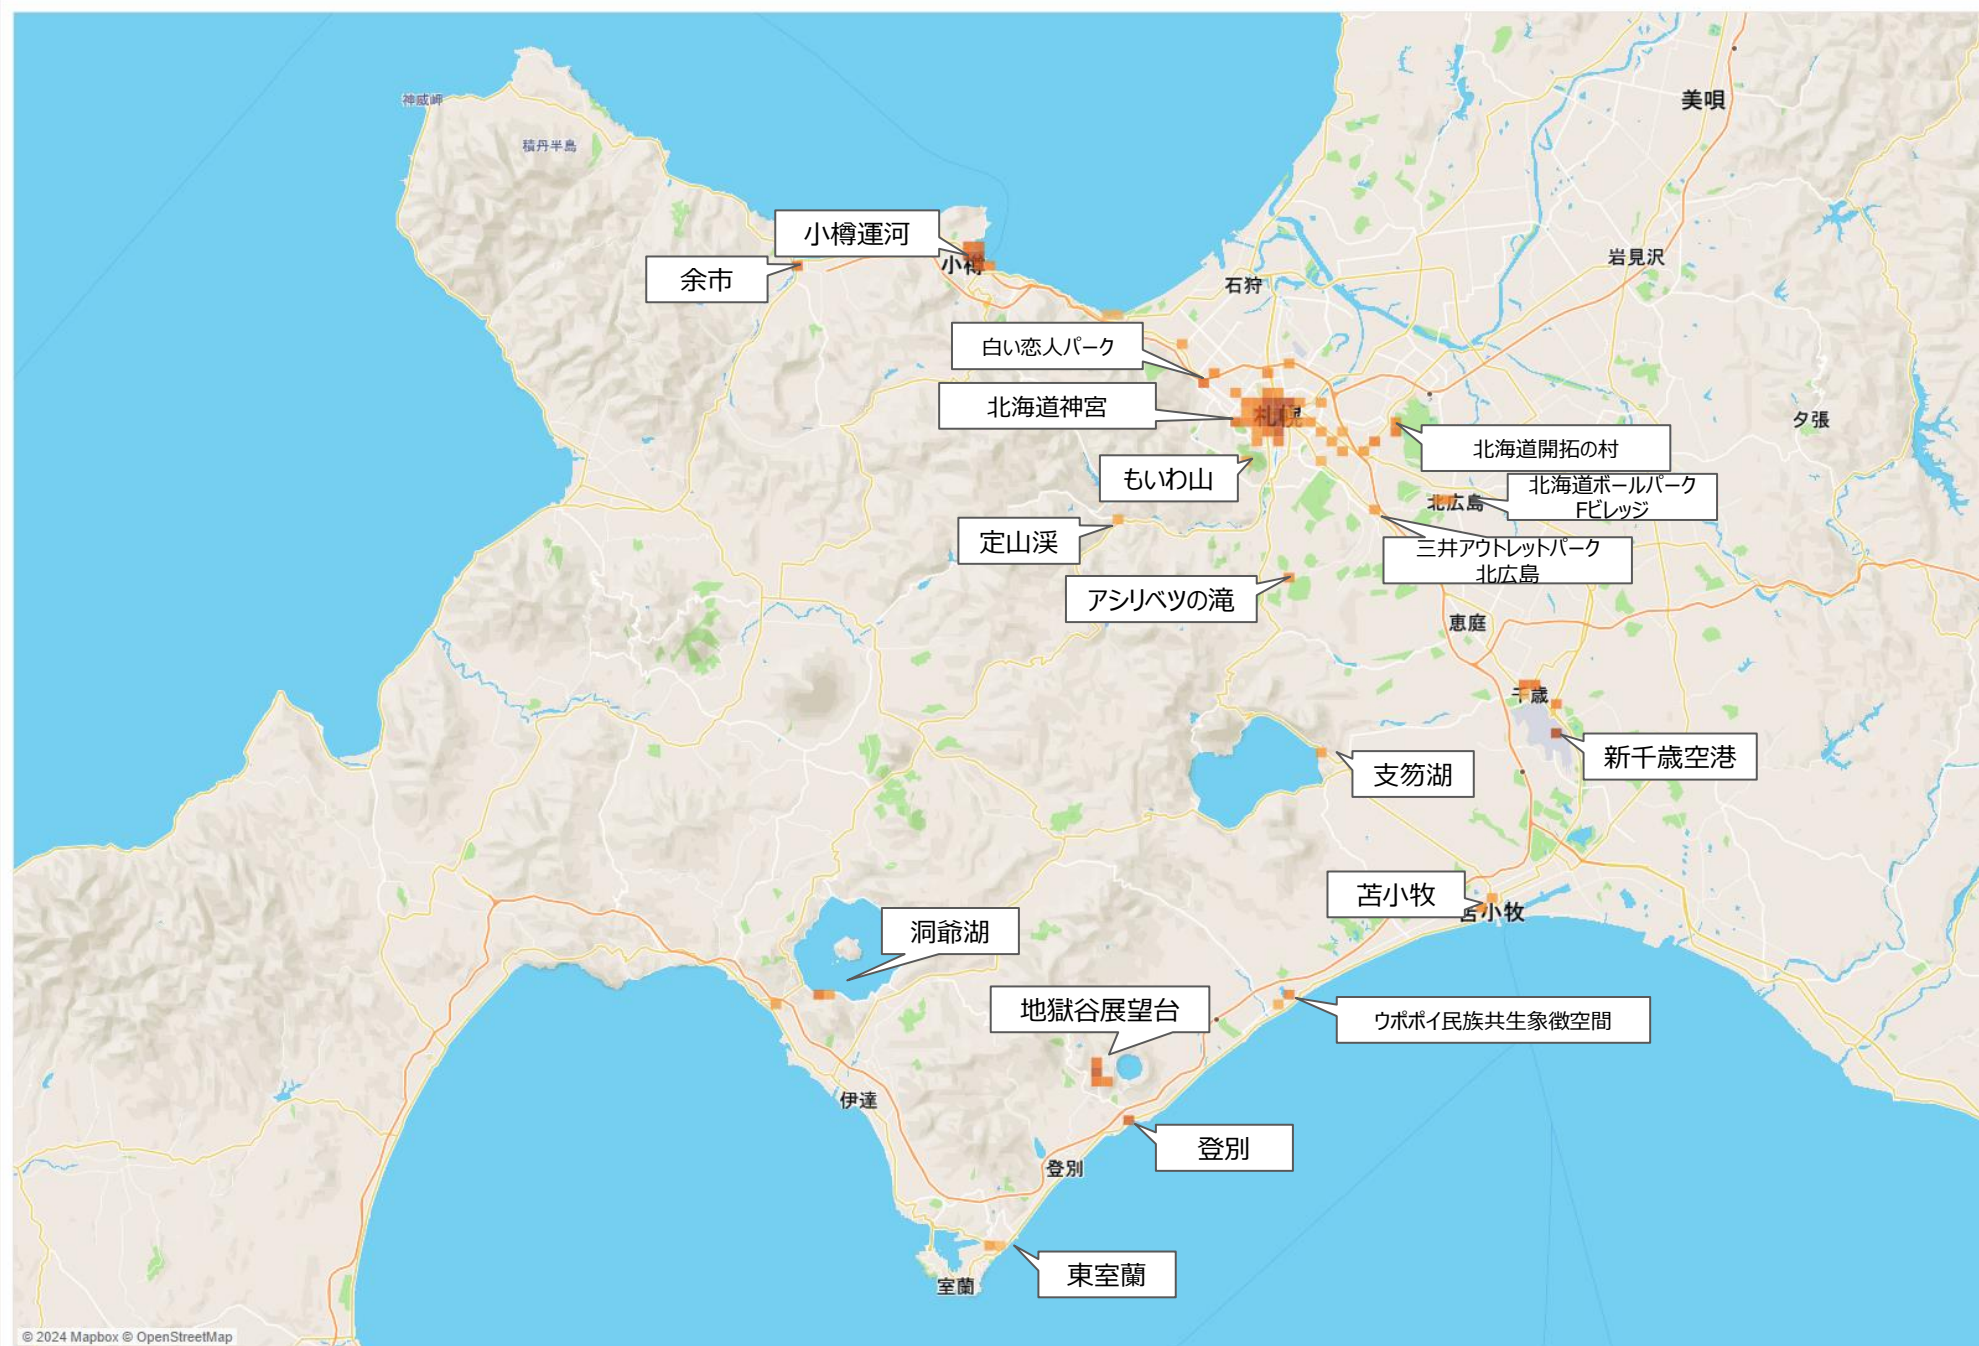 神威岬
美唄
積丹半島
小樽運河
岩見沢
小樽
余市
石狩
白い恋人パーク
北海道神宮
札幌
夕張
北海道開拓の村
もいわ山
北海道ボールパーク
Fビレッジ
北広島
定山渓
三井アウトレットパーク
北広島
アシリベツの滝
恵庭
千歳
新千歳空港
支笏湖
苫小牧
苫小牧
洞爺湖
地獄谷展望台
ウポポイ民族共生象徴空間
伊達
登別
登別
東室蘭
室蘭
© 2024 Mapbox © OpenStreetMap